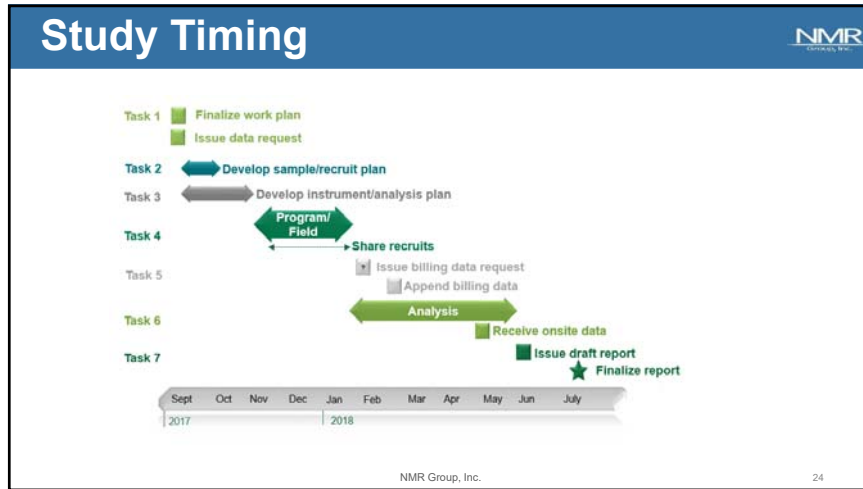 Study Timing
NMR
Group, Inc.
Task 1
Finalize work plan
Issue data request
Task 2
Develop sample/recruit plan
Task 3
Develop instrument/analysis plan
Program/
Field
Task 4
Share recruits
Task 5
Issue billing data request
Append billing data
Analysis
Task 6
Receive onsite data
Task 7
Issue draft report
Finalize report
Sept Oct Nov Dec Jan Feb Mar Apr May Jun July
2017 2018
NMR Group, Inc. 24